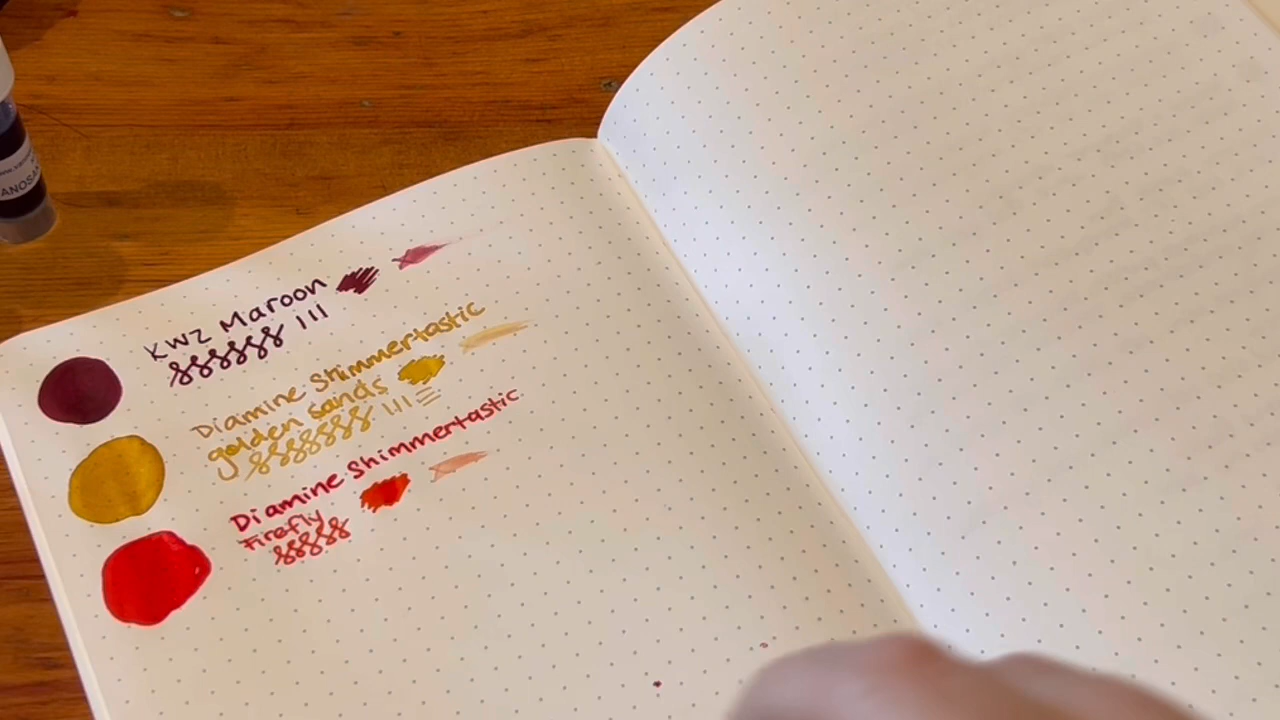 KWZ Maroon
Diamine Shimmertastic
golden sands
Diamine Shimmertastic
Firefly